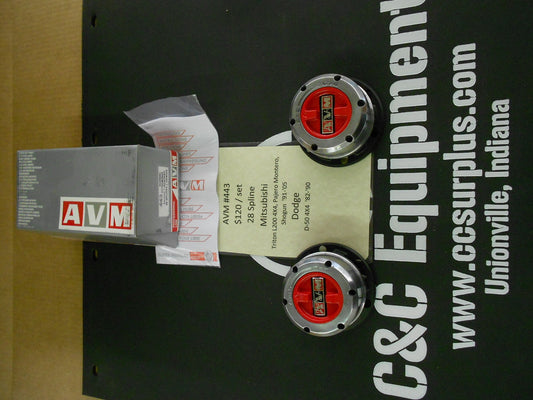 AVM
AVM #443
$120 / set
28 Spline
Mitsubishi
Triton L200 4X4, Pajero Montero,
Shogun '91-'05
Dodge
D-50 4X4 '82-'90
AVM
AVM
C&C Equipment
www.ccsurplus.com
Unionville, Indiana